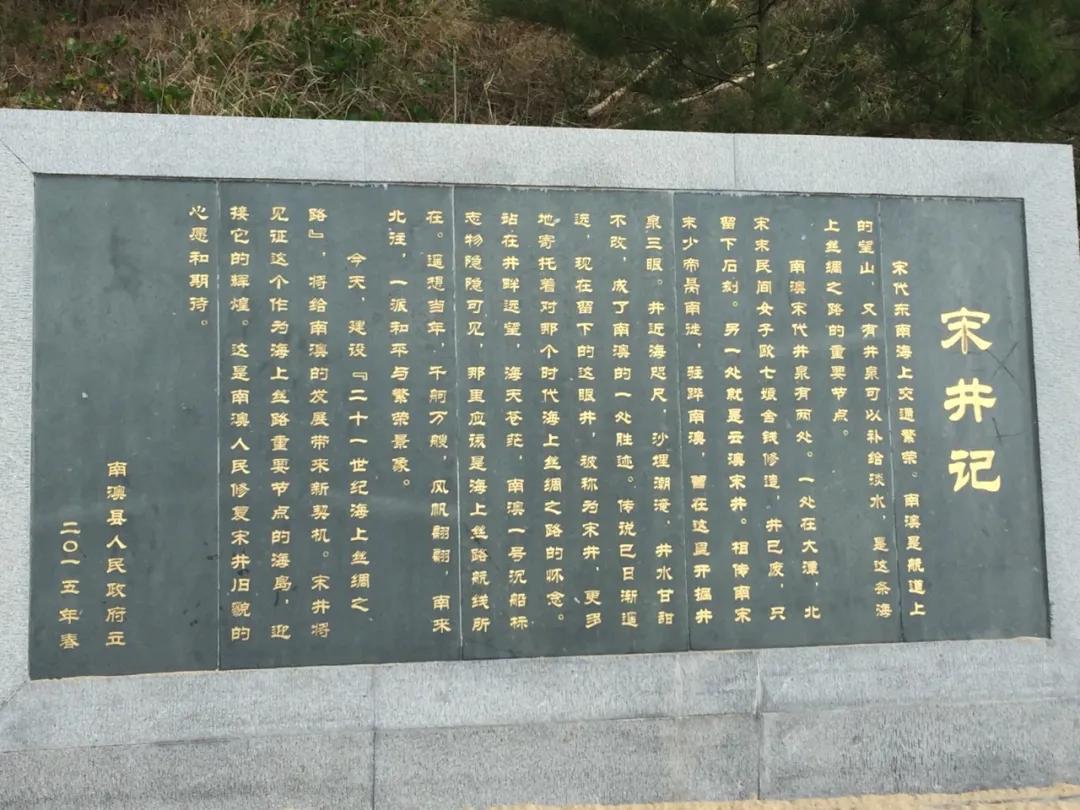 宋井记
宋代东南海上交通繁荣。南澳是航道上
的望山，又有井泉可以补给淡水，是这条海
上丝绸之路的重要节点。
南澳宋代井泉有两处。一处在大潭，北
宋末民间女子欧七娘舍钱修造，井已废，只
留下石刻。另一处就是云澳宋井。相传南宋
末少帝昺南徙，驻跸南澳，曾在这里开掘井
泉三眼。井近海咫尺，沙埋潮淹，井水甘甜
不改，成了南澳的一处胜迹。传说已日渐遥
远，现在留下的这眼井，被称为宋井，更多
地寄托着对那个时代海上丝绸之路的怀念。
站在井畔远望，海天苍茫，南澳一号沉船标
志物隐隐可见，那里应该是海上丝路航线所
在。遥想当年，千舸万艘，风帆翩翩，南来
北往，一派和平与繁荣景象。
今天，建设『二十一世纪海上丝绸之
路』，将给南澳的发展带来新契机。宋井将
见证这个作为海上丝路重要节点的海岛，迎
接它的辉煌。这是南澳人民修复宋井旧貌的
心愿和期待。
南澳县人民政府立
二〇一五年春